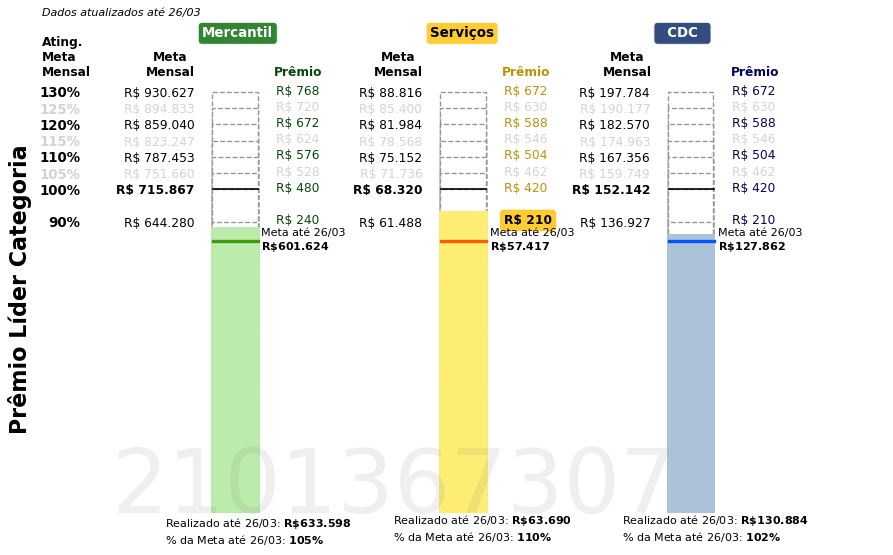 Dados atualizados até 26/03
Mercantil Serviços CDC
Ating.
Meta Meta Meta Meta
Mensal Mensal Prêmio Mensal Prêmio Mensal Prêmio
130% R$ 930.627 R$ 768 R$ 88.816 R$ 672 R$ 197.784 R$ 672
125% R$ 894.833 R$ 720 R$ 85.400 R$ 630 R$ 190.177 R$ 630
120% R$ 859.040 R$ 672 R$ 81.984 R$ 588 R$ 182.570 R$ 588
115% R$ 823.247 R$ 624 R$ 78.568 R$ 546 R$ 174.963 R$ 546
110% R$ 787.453 R$ 576 R$ 75.152 R$ 504 R$ 167.356 R$ 504
105% R$ 751.660 R$ 528 R$ 71.736 R$ 462 R$ 159.749 R$ 462
100% R$ 715.867 R$ 480 R$ 68.320 R$ 420 R$ 152.142 R$ 420
90% R$ 644.280 R$ 240 R$ 61.488 R$ 210 R$ 136.927 R$ 210
Meta até 26/03 Meta até 26/03 Meta até 26/03
R$601.624 R$57.417 R$127.862
Prêmio Líder Categoria
2101367307
Realizado até 26/03: R$633.598 Realizado até 26/03: R$63.690 Realizado até 26/03: R$130.884
% da Meta até 26/03: 105% % da Meta até 26/03: 110% % da Meta até 26/03: 102%